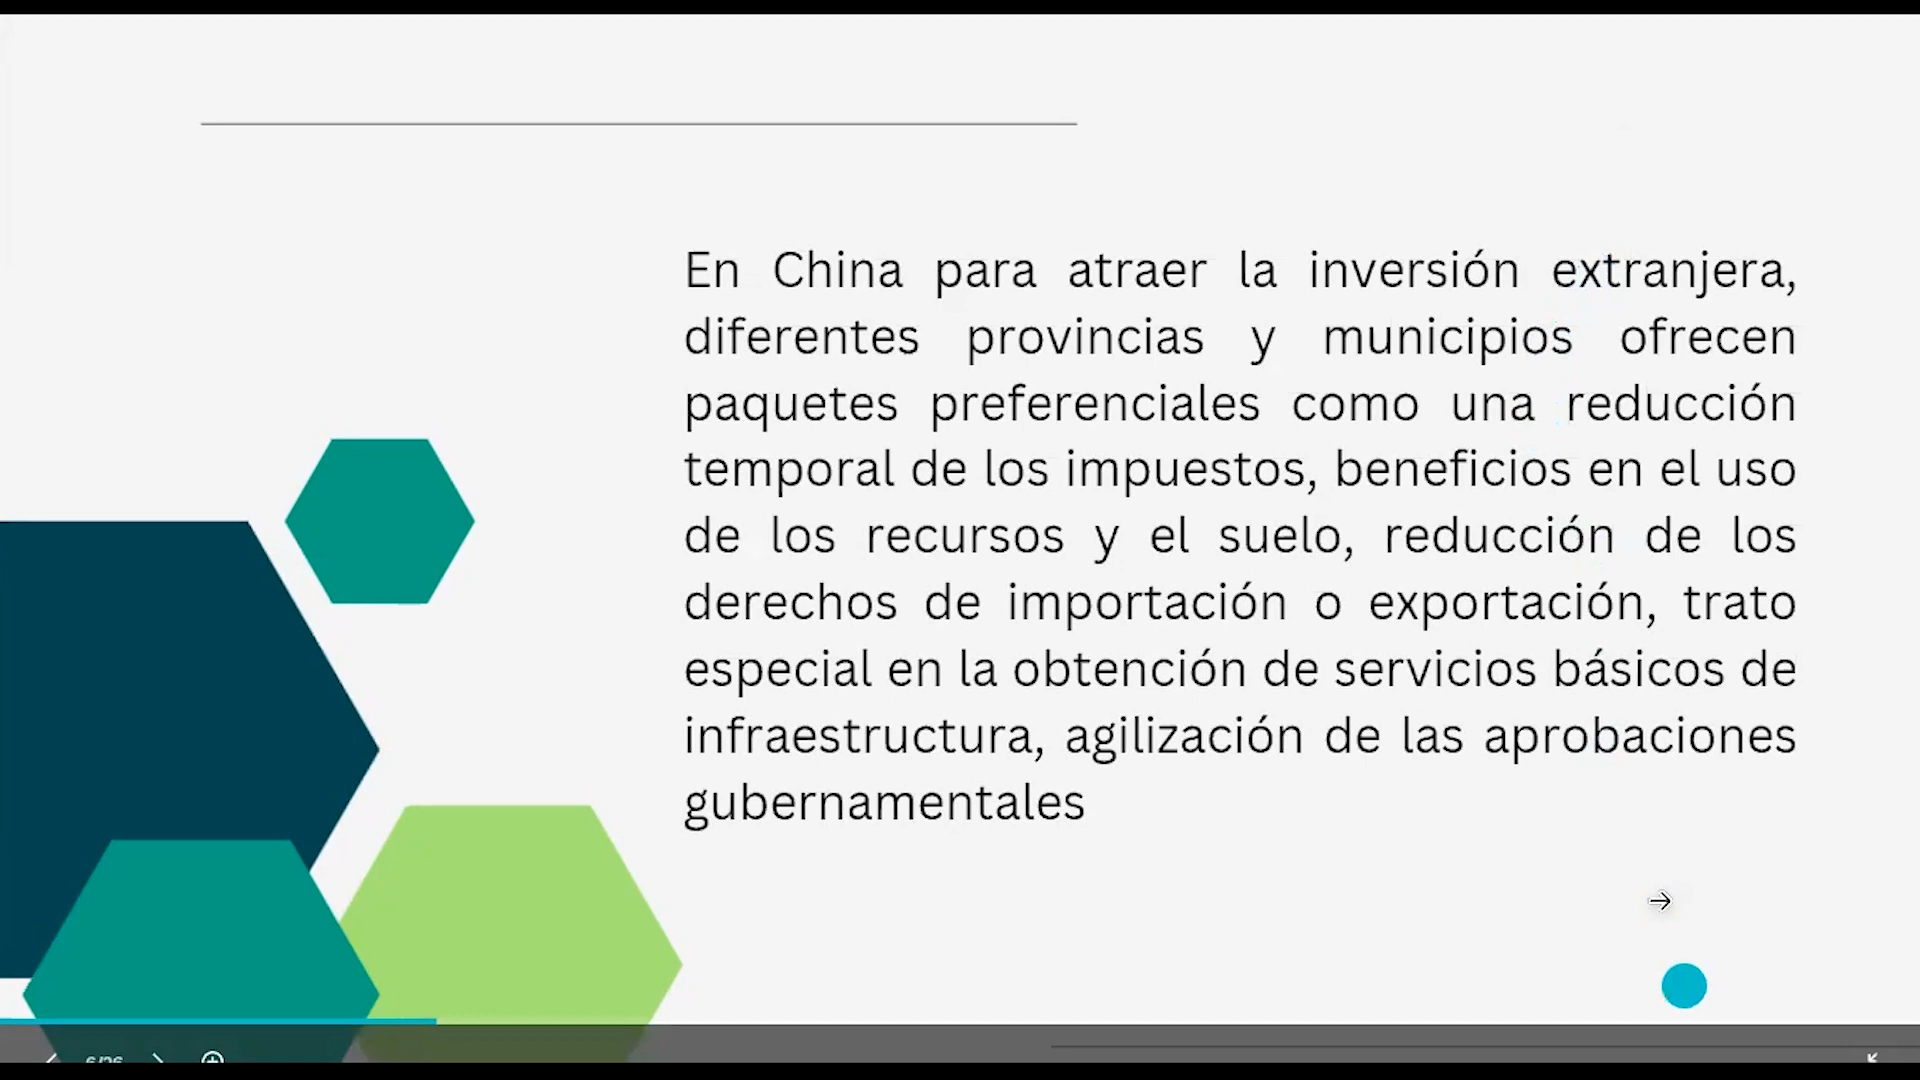 En China para atraer la inversión extranjera,
diferentes provincias y municipios ofrecen
paquetes preferenciales como una reducción
temporal de los impuestos, beneficios en el uso
de los recursos y el suelo, reducción de los
derechos de importación o exportación, trato
especial en la obtención de servicios básicos de
infraestructura, agilización de las aprobaciones
gubernamentales
6/26